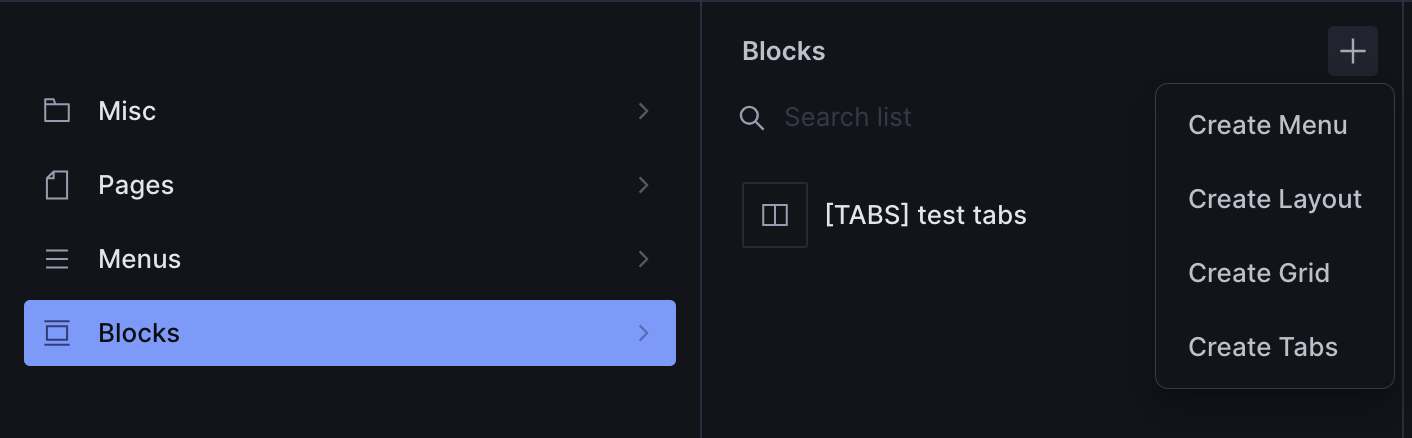 Misc
Pages
Menus
Blocks
Blocks
Search list
[TABS] test tabs
Create Menu
Create Layout
Create Grid
Create Tabs